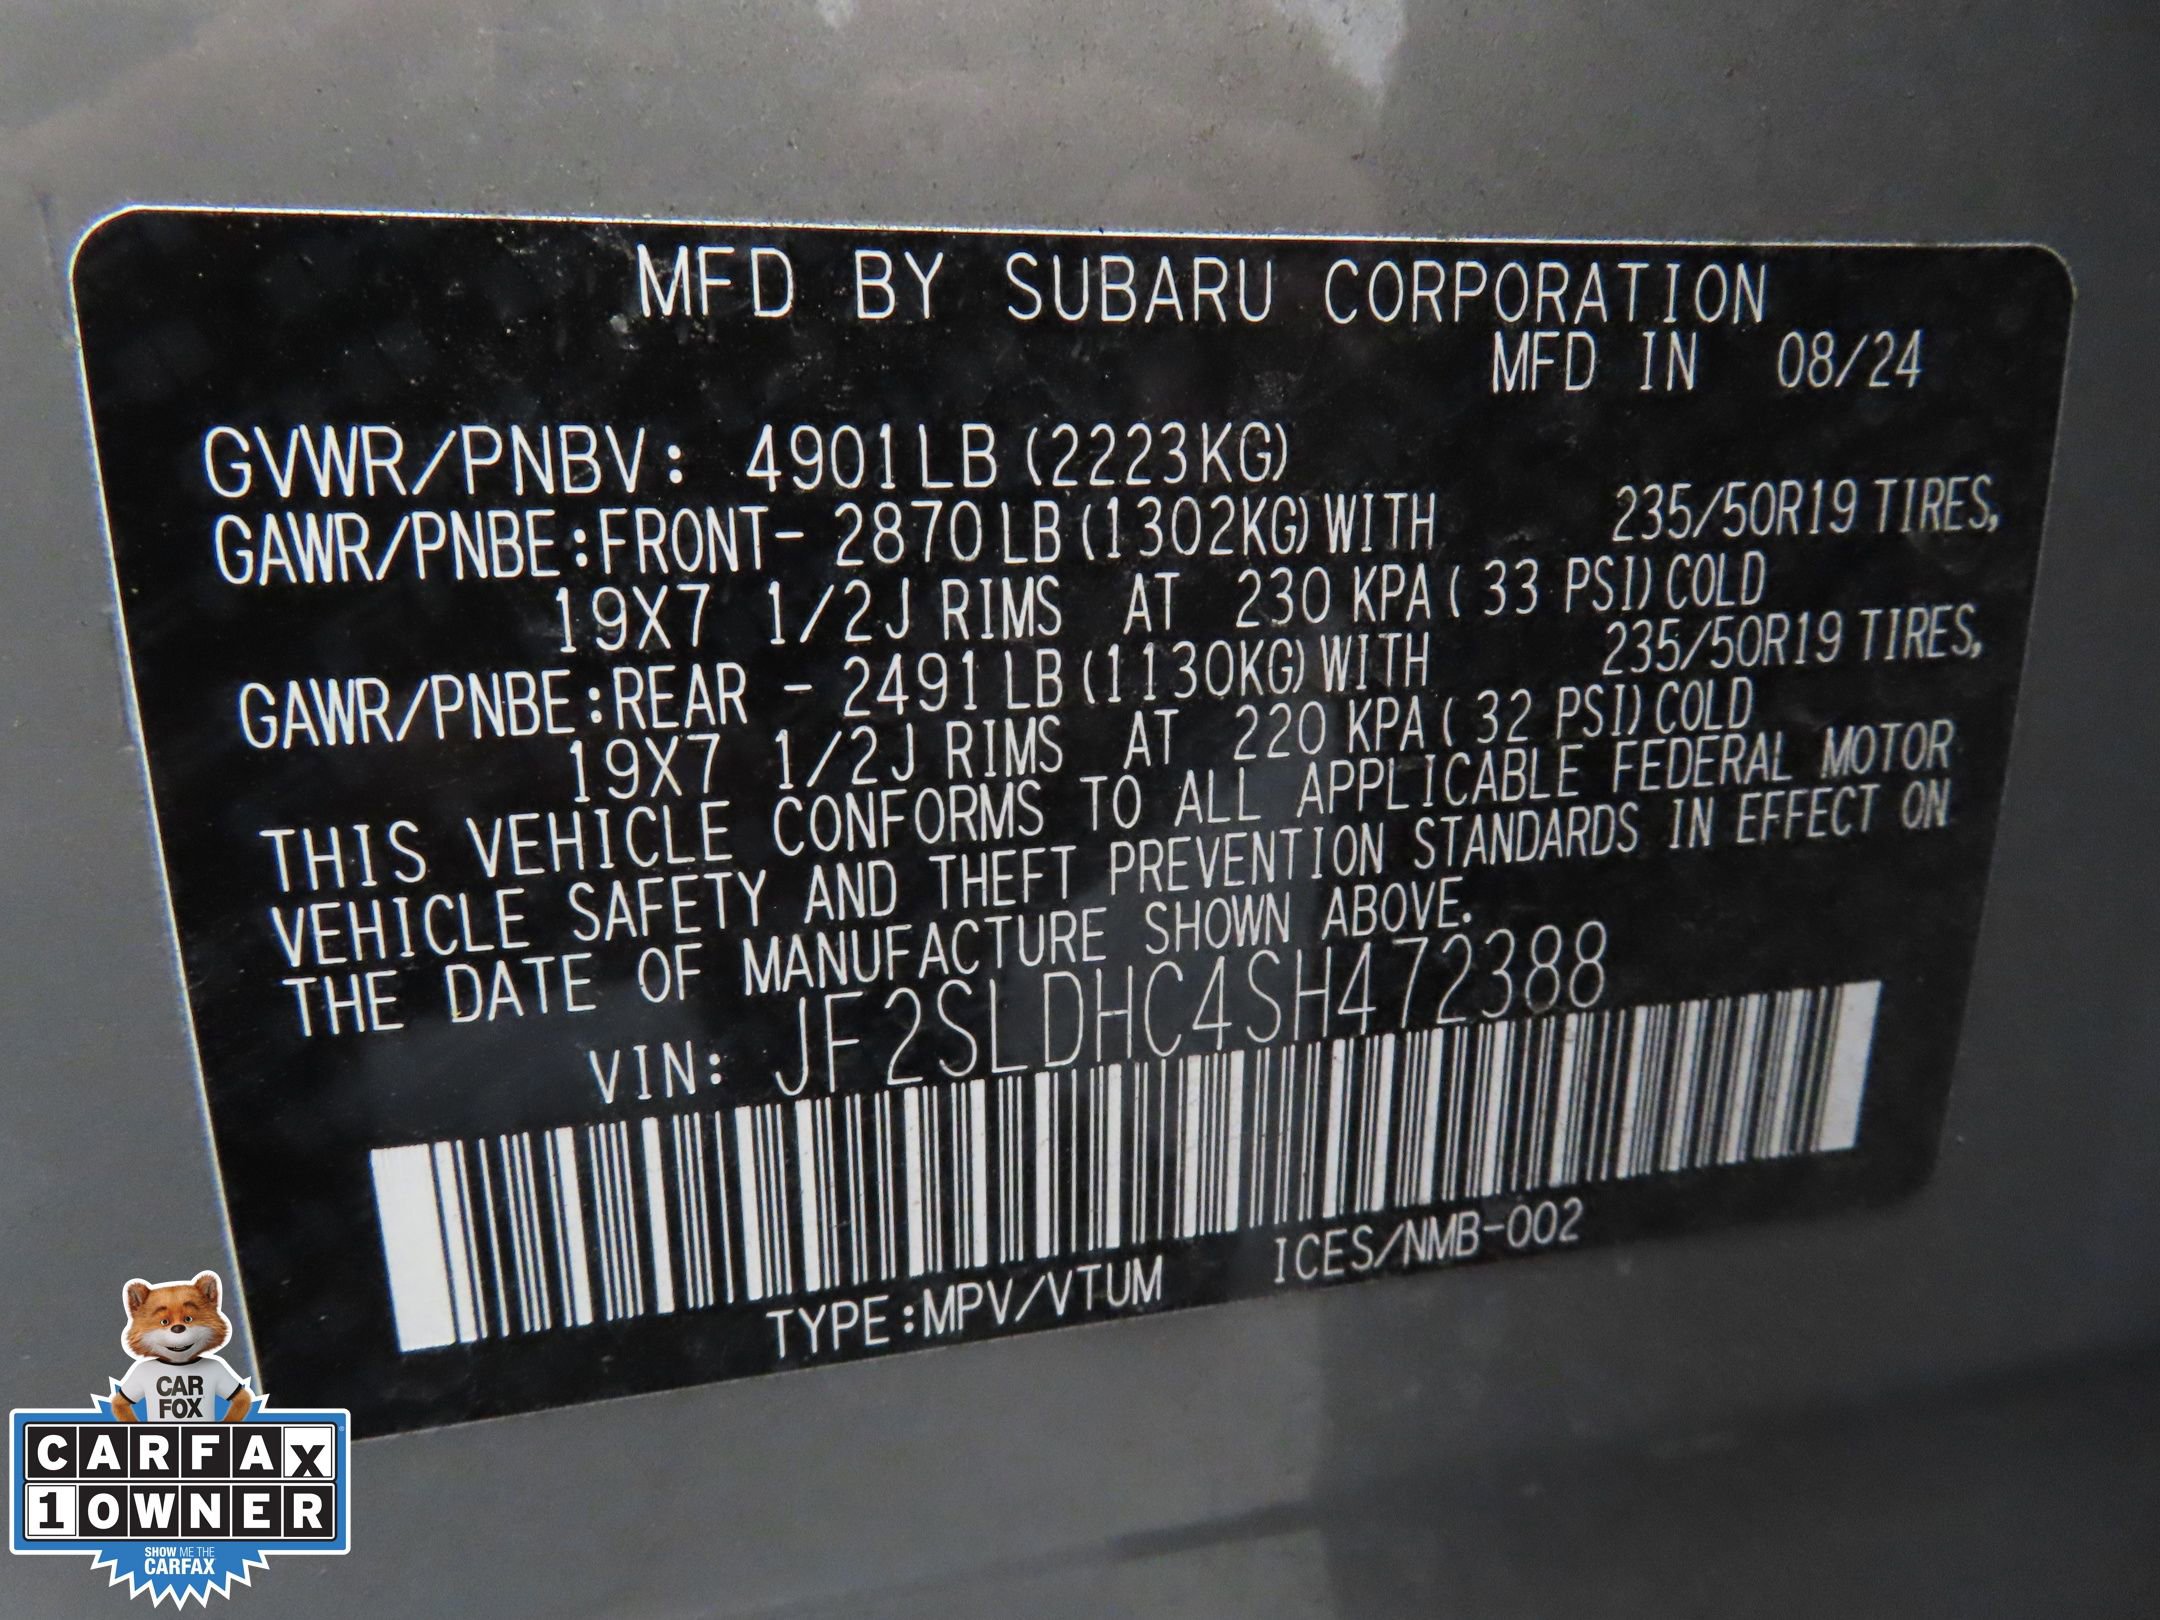 MFD BY SUBARU CORPORATION
MFD IN 08/24
GVWR/PNBV: 4901LB (2223KG)
GAWR/PNBE:FRONT- 2870LB (1302KG) WITH 235/50R19 TIRES,
19X7 1/2J RIMS AT 230 KPA ( 33 PSI) COLD
GAWR/PNBE:REAR - 2491LB (1130KG) WITH 235/50R19 TIRES,
19X7 1/2J RIMS AT 220 KPA ( 32 PSI) COLD
THIS VEHICLE CONFORMS TO ALL APPLICABLE FEDERAL MOTOR
VEHICLE SAFETY AND THEFT PREVENTION STANDARDS IN EFFECT ON
THE DATE OF MANUFACTURE SHOWN ABOVE.
VIN: JF2SLDHC4SH472388
TYPE:MPV/VTUM ICES/NMB-002
CAR
FOX
CARFAX
1 OWNER
SHOW ME THE
CARFAX